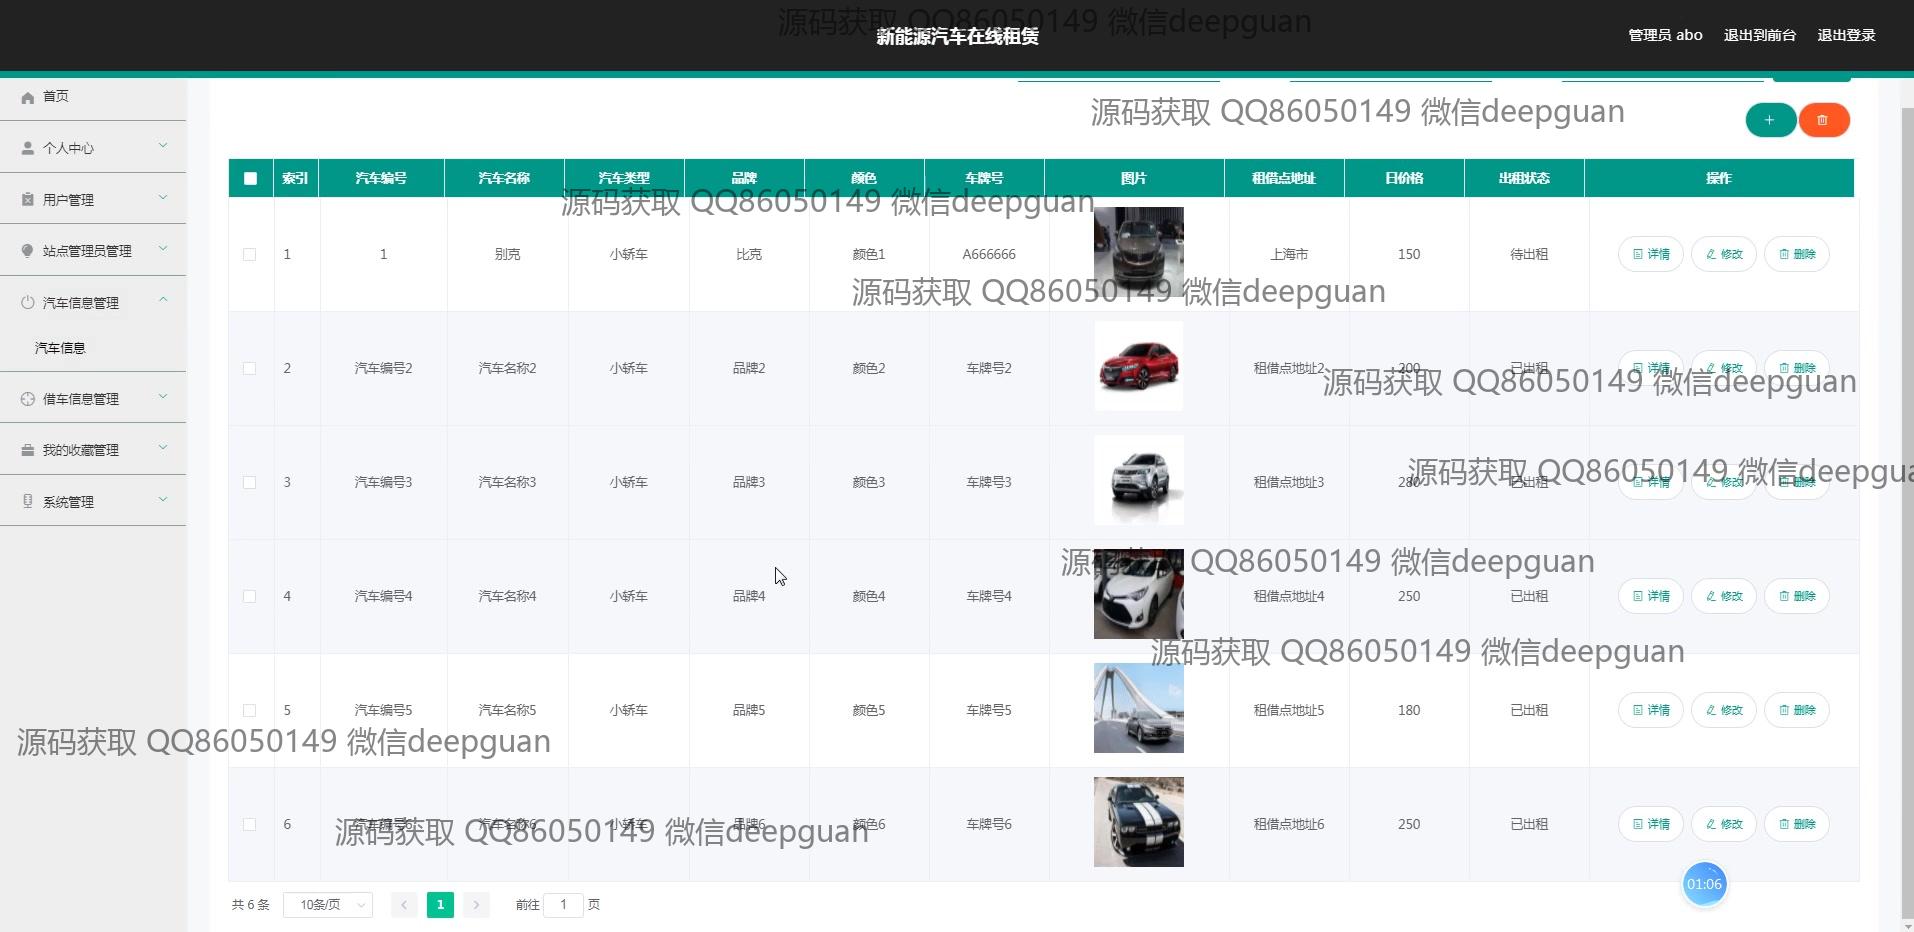 源码获取 QQ86050149 微信deepguan
新能源汽车在线租赁
管理员 abo 退出到前台 退出登录
首页
源码获取 QQ86050149 微信deepguan
个人中心
索引 汽车编号 汽车名称 汽车类型 品牌 颜色 车牌号 图片 租借点地址 日价格 出租状态 操作
用户管理
源码获取 QQ86050149 微信deepguan
站点管理员管理
1 1 别克 小轿车 比克 颜色1 A666666 上海市 150 待出租 详情 修改 删除
源码获取 QQ86050149 微信deepguan
汽车信息管理
汽车信息
2 汽车编号2 汽车名称2 小轿车 品牌2 颜色2 车牌号2 租借点地址2 200 已出租 详情 修改 删除
源码获取 QQ86050149 微信deepguan
借车信息管理
我的收藏管理
源码获取 QQ86050149 微信deepgua
3 汽车编号3 汽车名称3 小轿车 品牌3 颜色3 车牌号3 租借点地址3 280 已出租 详情 修改 删除
系统管理
源码获取 QQ86050149 微信deepguan
4 汽车编号4 汽车名称4 小轿车 品牌4 颜色4 车牌号4 租借点地址4 250 已出租 详情 修改 删除
源码获取 QQ86050149 微信deepguan
5 汽车编号5 汽车名称5 小轿车 品牌5 颜色5 车牌号5 租借点地址5 180 已出租 详情 修改 删除
源码获取 QQ86050149 微信deepguan
6 汽车编号6 汽车名称6 小轿车 品牌6 颜色6 车牌号6 租借点地址6 250 已出租 详情 修改 删除
源码获取 QQ86050149 微信deepguan
01:06
共 6 条 10条/页 1 前往 1 页